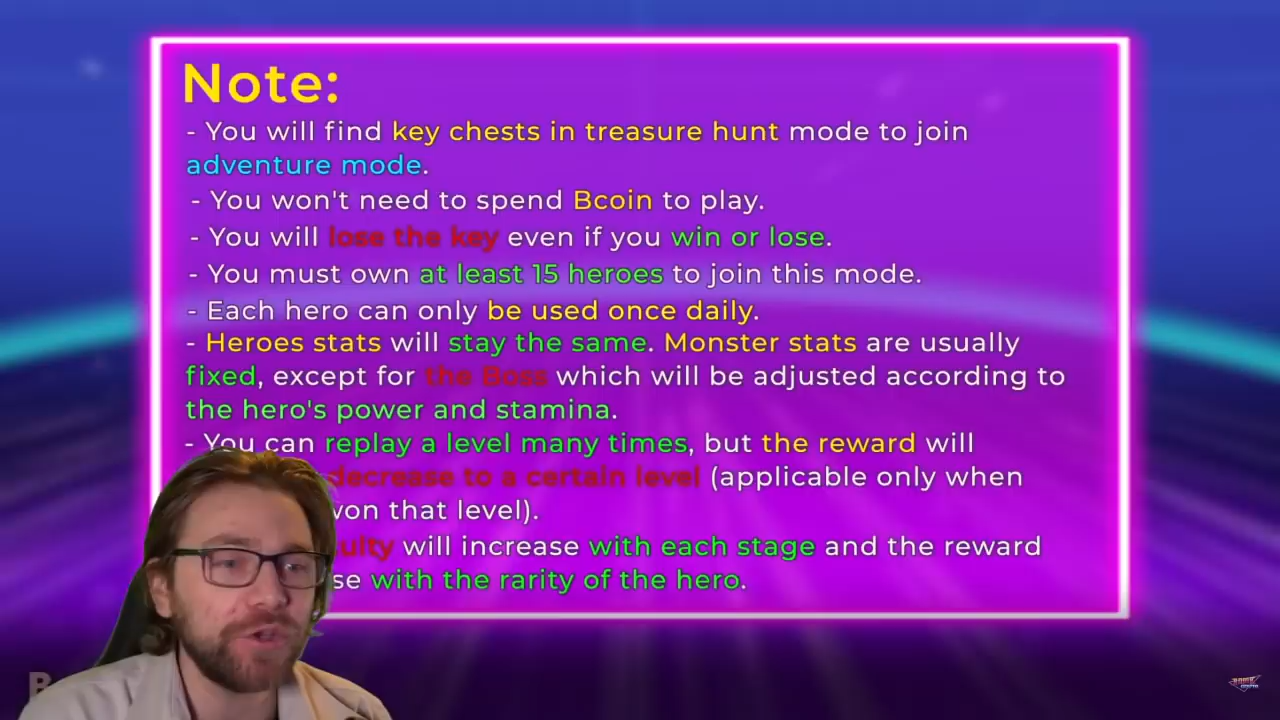 Note:
- You will find key chests in treasure hunt mode to join
adventure mode.
- You won't need to spend Bcoin to play.
- You will lose the key even if you win or lose.
- You must own at least 15 heroes to join this mode.
- Each hero can only be used once daily.
- Heroes stats will stay the same. Monster stats are usually
fixed, except for the Boss which will be adjusted according to
the hero's power and stamina.
- You can replay a level many times, but the reward will
decrease to a certain level (applicable only when
won that level).
will increase with each stage and the reward
with the rarity of the hero.